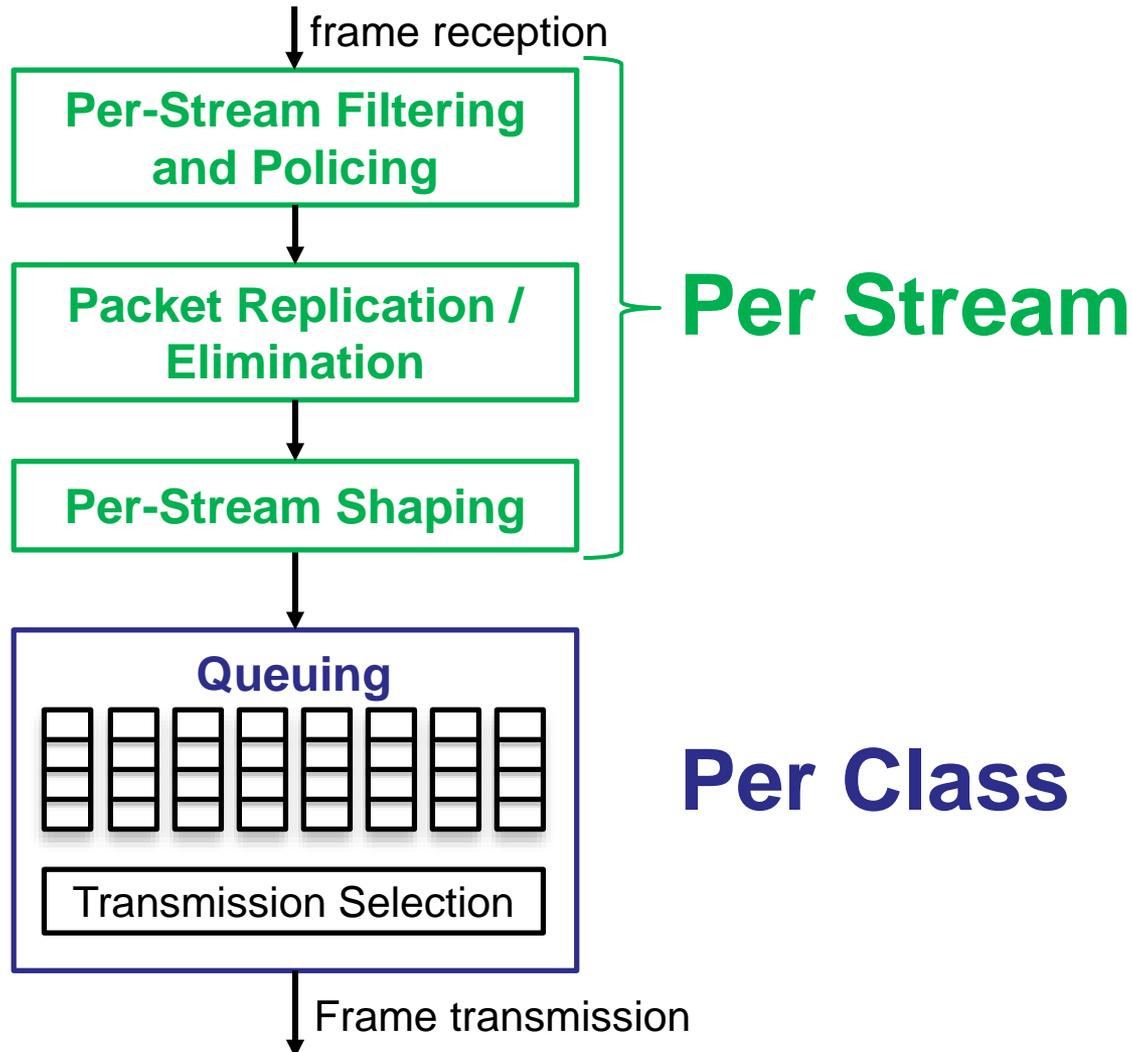 frame reception
Per-Stream Filtering
and Policing
Packet Replication /
Elimination
Per Stream
Per-Stream Shaping
Queuing
Per Class
Transmission Selection
Frame transmission